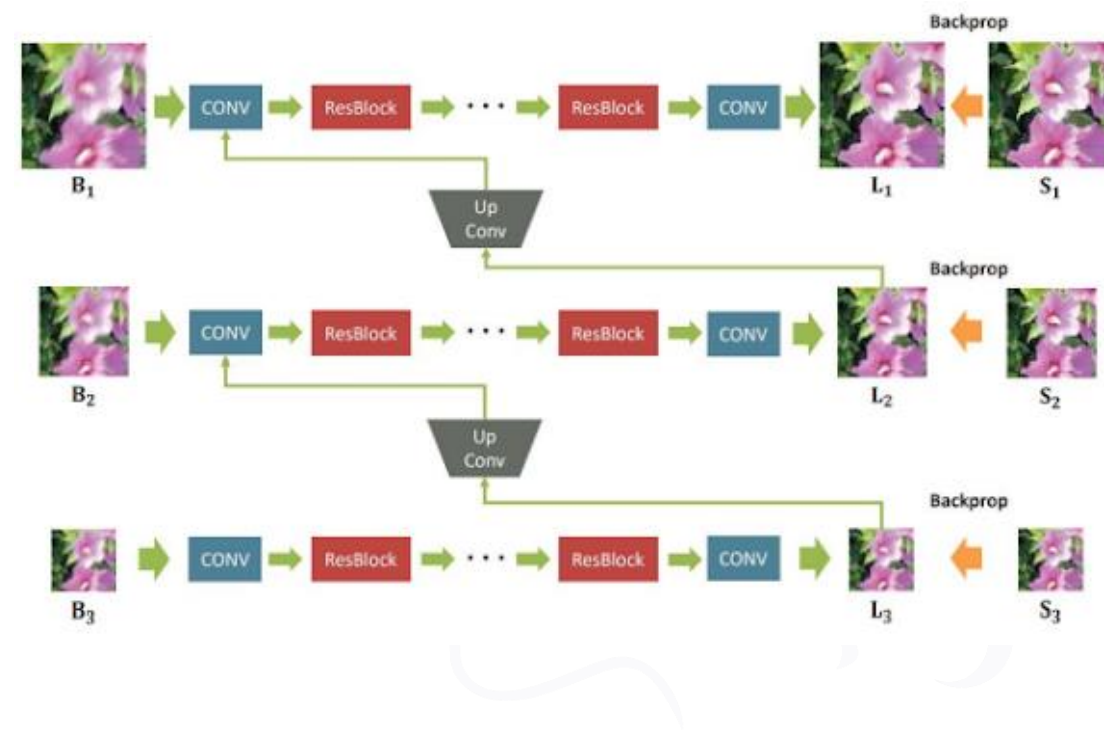 Backprop
CONV
ResBlock
• • •
ResBlock
CONV
B₁
L₁
S₁
Up
Conv
Backprop
CONV
ResBlock
• • •
ResBlock
CONV
B₂
L₂
S₂
Up
Conv
Backprop
CONV
ResBlock
• • •
ResBlock
CONV
B₃
L₃
S₃